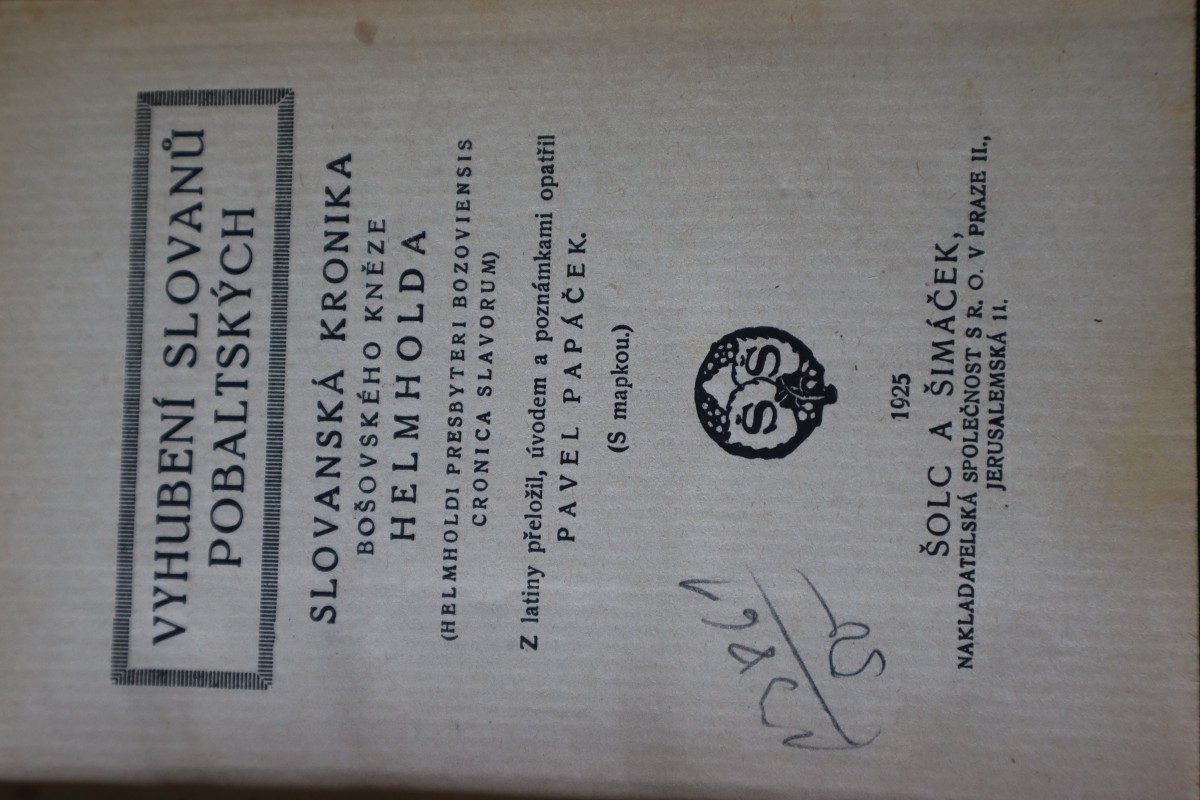 VYHUBENÍ SLOVANŮ
POBALTSKÝCH
SLOVANSKÁ KRONIKA
BOŠOVSKÉHO KNĚZE
HELMHOLDA
(HELMHOLDI PRESBYTERI BOZOVIENSIS
CRONICA SLAVORUM)
Z latiny přeložil, úvodem a poznámkami opatřil
PAVEL PAPÁČEK.
(S mapkou.)
ŠŠ
1925
ŠOLC A ŠIMÁČEK,
NAKLADATELSKÁ SPOLEČNOST S R. O. V PRAZE II.,
JERUSALEMSKÁ 11.